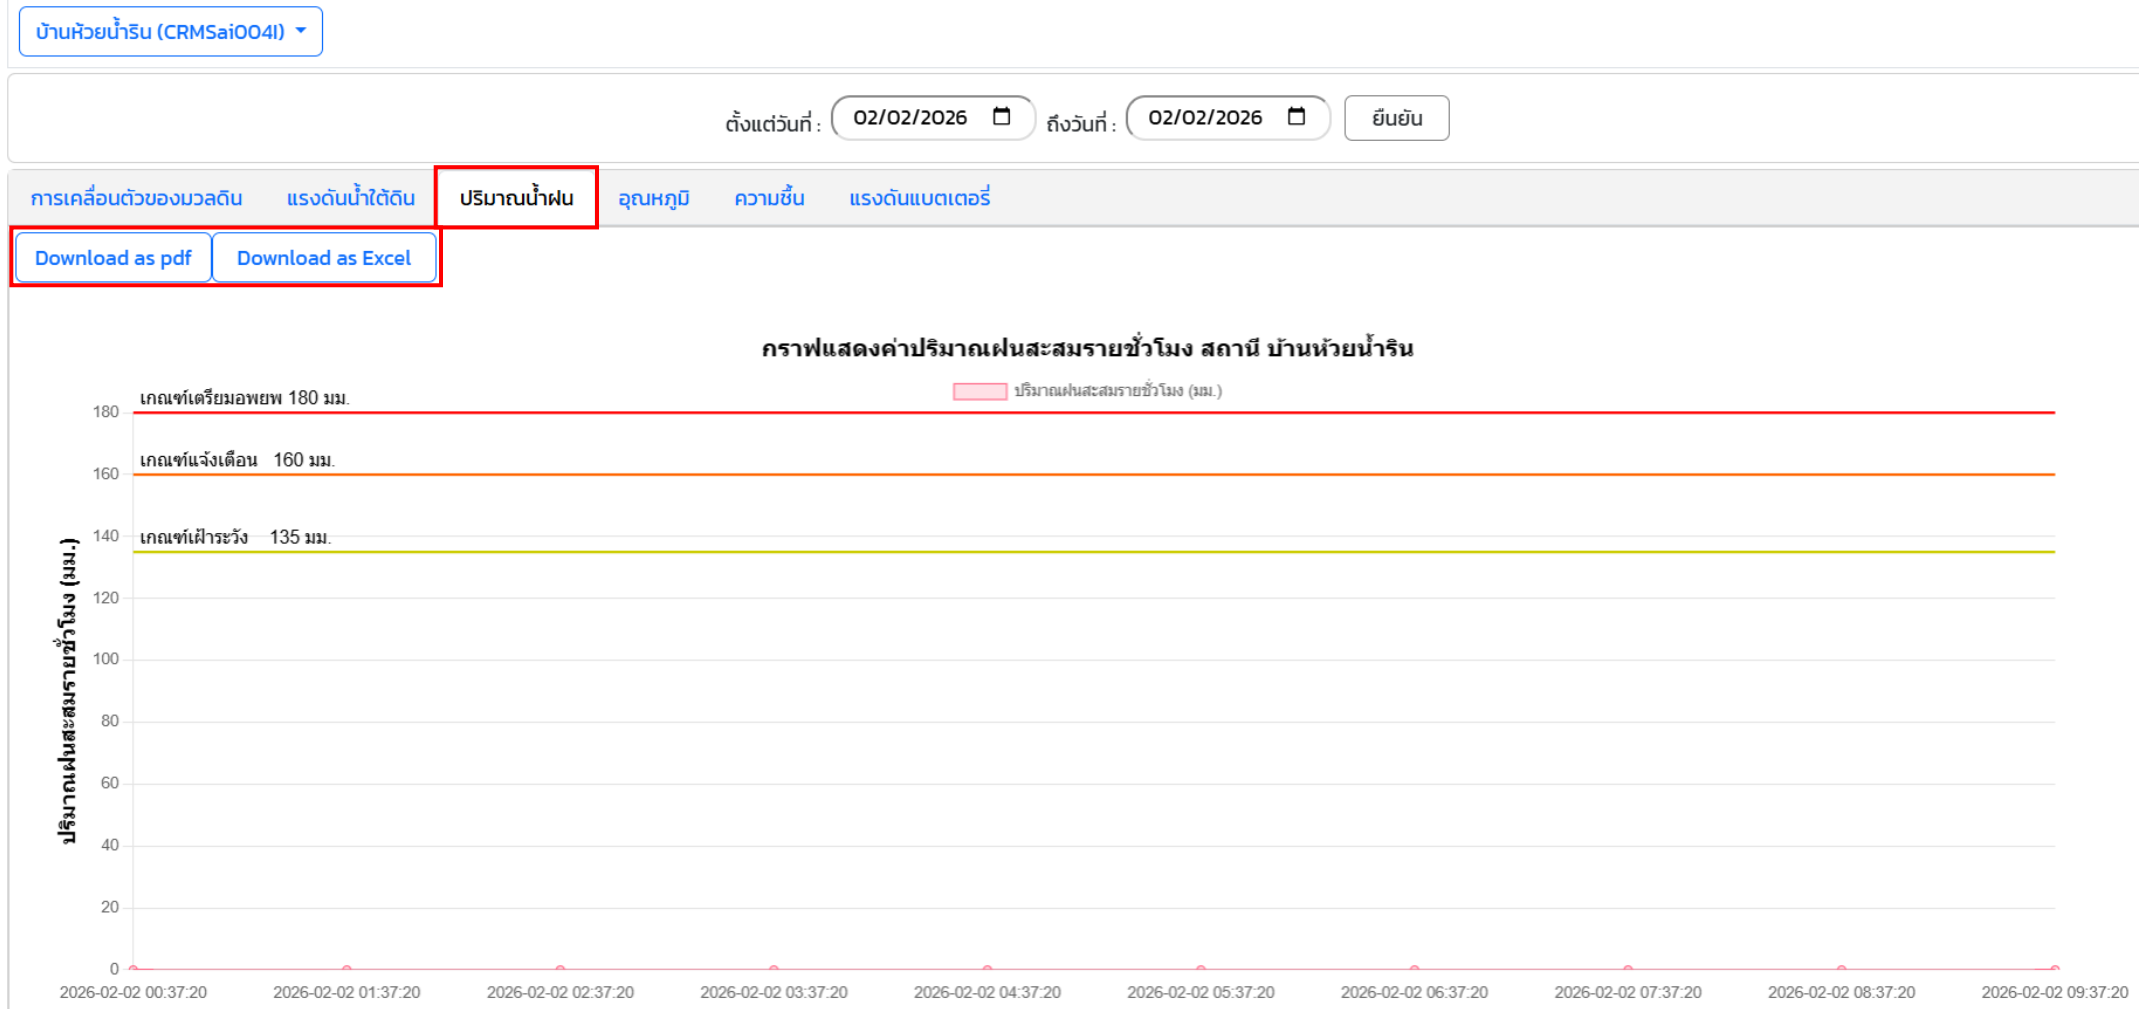 บ้านห้วยน้ำริน (CRMSai004I)
ตั้งแต่วันที่ : 02/02/2026 ถึงวันที่ : 02/02/2026 ยืนยัน
การเคลื่อนตัวของมวลดิน แรงดันน้ำใต้ดิน ปริมาณน้ำฝน อุณหภูมิ ความชื้น แรงดันแบตเตอรี่
Download as pdf Download as Excel
กราฟแสดงค่าปริมาณฝนสะสมรายชั่วโมง สถานี บ้านห้วยน้ำริน
ปริมาณฝนสะสมรายชั่วโมง (มม.)
เกณฑ์เตรียมอพยพ 180 มม.
180
เกณฑ์แจ้งเตือน 160 มม.
160
เกณฑ์เฝ้าระวัง 135 มม.
140
120
100
80
60
40
20
0
ปริมาณฝนสะสมรายชั่วโมง (มม.)
2026-02-02 00:37:20 2026-02-02 01:37:20 2026-02-02 02:37:20 2026-02-02 03:37:20 2026-02-02 04:37:20 2026-02-02 05:37:20 2026-02-02 06:37:20 2026-02-02 07:37:20 2026-02-02 08:37:20 2026-02-02 09:37:20